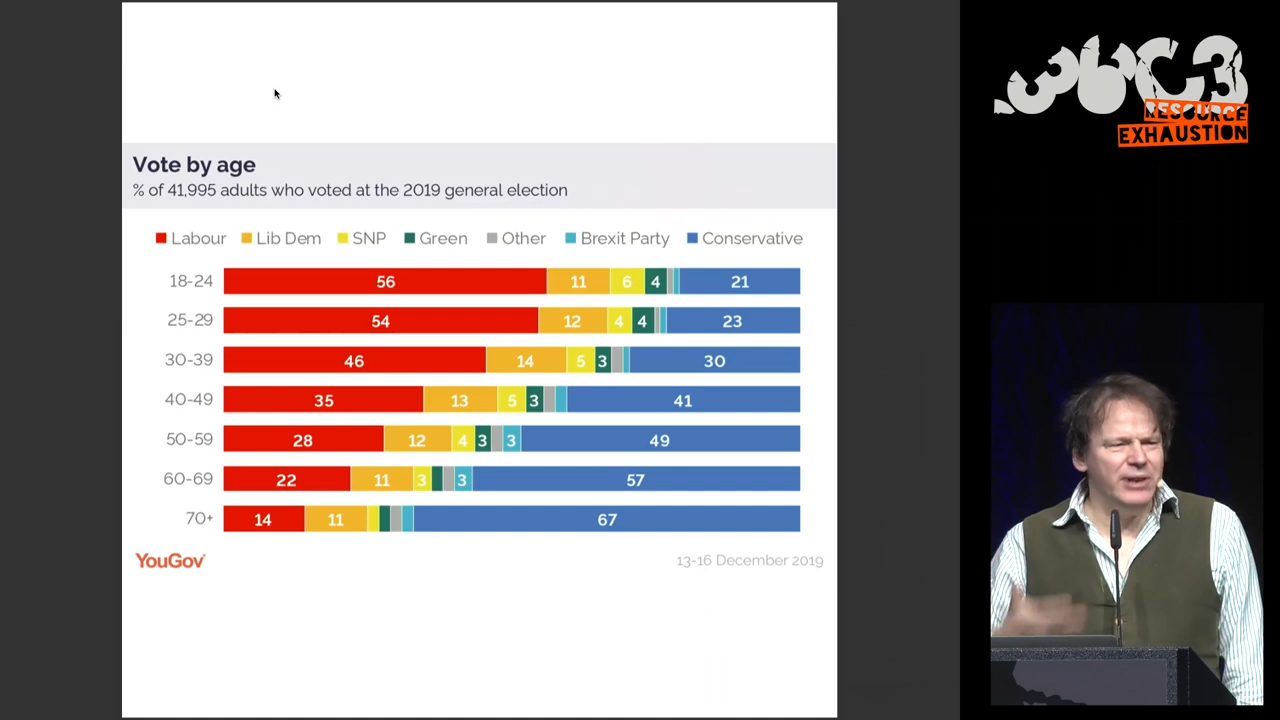 36C3
RESOURCE
EXHAUSTION
Vote by age
% of 41,995 adults who voted at the 2019 general election
Labour Lib Dem SNP Green Other Brexit Party Conservative
18-24 56 11 6 4 21
25-29 54 12 4 4 23
30-39 46 14 5 3 30
40-49 35 13 5 3 41
50-59 28 12 4 3 3 49
60-69 22 11 3 3 57
70+ 14 11 67
YouGov 13-16 December 2019